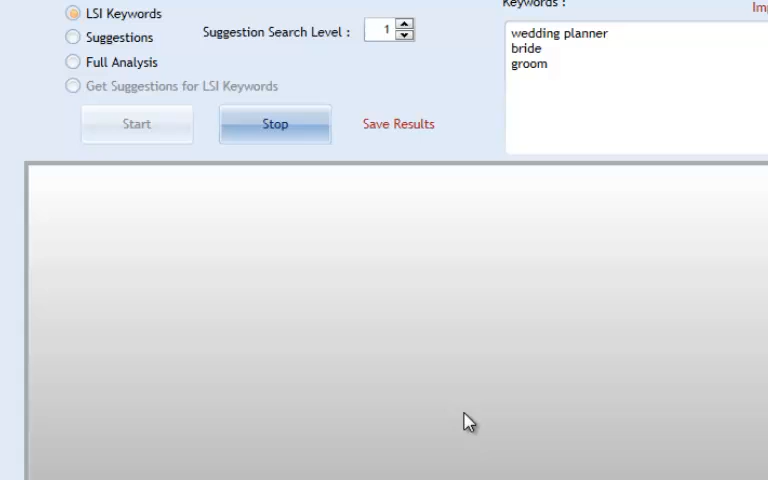 LSI Keywords
Suggestions
Full Analysis
Get Suggestions for LSI Keywords
Suggestion Search Level :
1
Start
Stop
Save Results
Keywords :
wedding planner
bride
groom